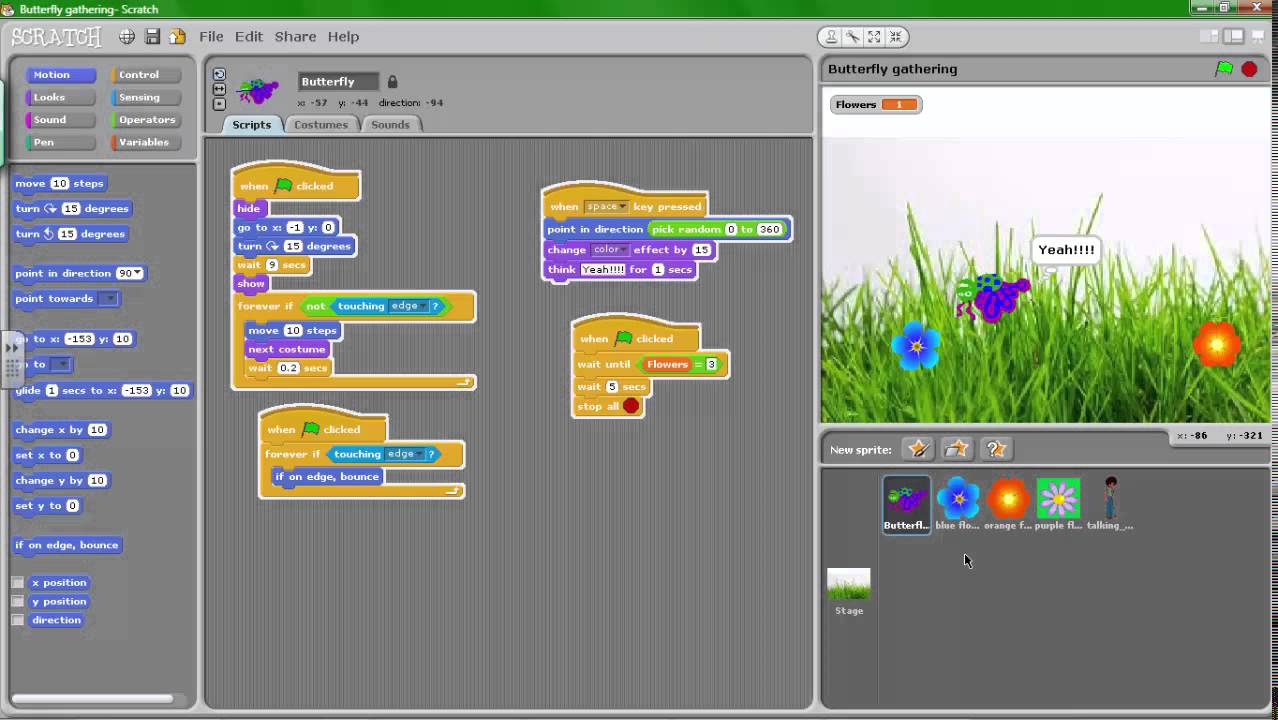 Butterfly gathering- Scratch
SCRATCH
File Edit Share Help
Motion Control
Looks Sensing
Sound Operators
Pen Variables
move 10 steps
turn 15 degrees
turn 15 degrees
point in direction 90
point towards
go to x: -153 y: 10
to
glide 1 secs to x: -153 y: 10
change x by 10
set x to 0
change y by 10
set y to 0
if on edge, bounce
x position
y position
direction
Butterfly
x: -57 y: -44 direction: -94
Scripts Costumes Sounds
when clicked
hide
go to x: -1 y: 0
turn 15 degrees
wait 9 secs
show
forever if not touching edge ?
move 10 steps
next costume
wait 0.2 secs
when clicked
forever if touching edge ?
if on edge, bounce
when space key pressed
point in direction pick random 0 to 360
change color effect by 15
think Yeah!!!! for 1 secs
when clicked
wait until Flowers = 3
wait 5 secs
stop all
Butterfly gathering
Flowers 1
Yeah!!!!
x: -86 y: -321
New sprite:
Butterfl... blue flo... orange f... purple fl... talking_...
Stage